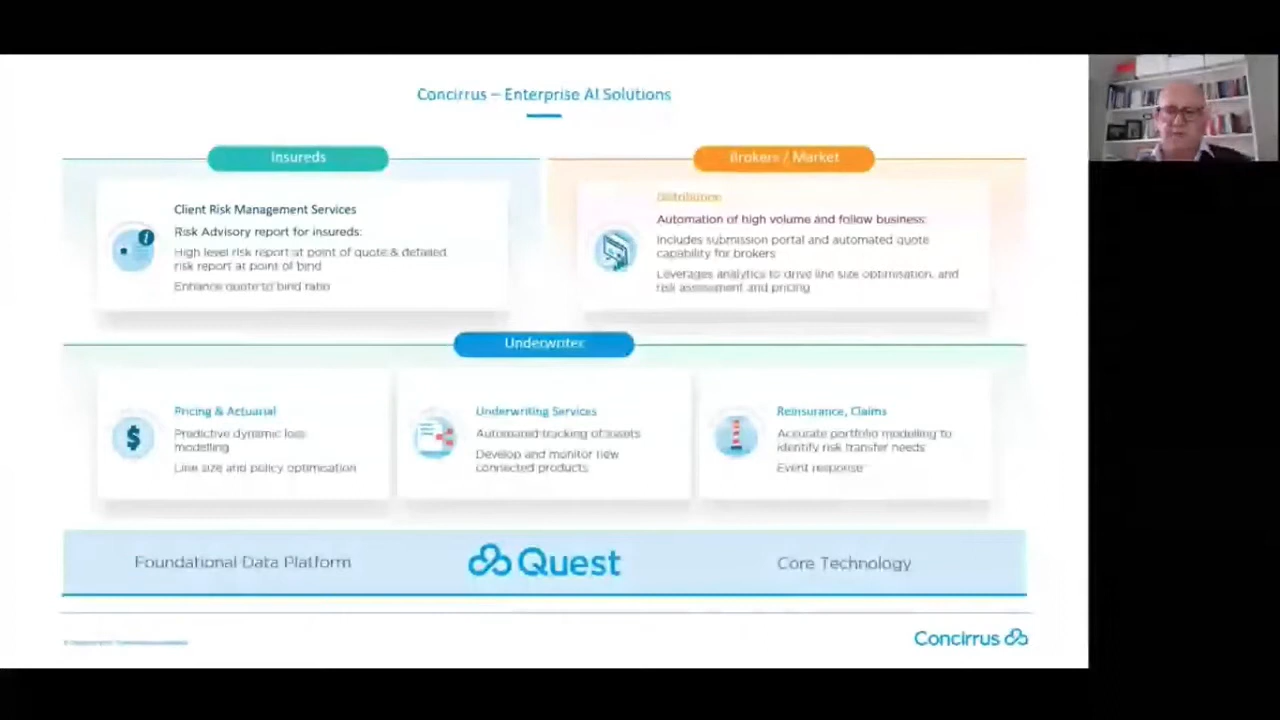 Concirrus – Enterprise AI Solutions
Insureds
Client Risk Management Services
Risk Advisory report for insureds:
High level risk report at point of quote & detailed
risk report at point of bind
Enhance quote to bind ratio
Brokers / Market
Distribution
Automation of high volume and follow business:
Includes submission portal and automated quote
capability for brokers
Leverages analytics to drive line size optimisation, and
risk assessment and pricing
Underwriter
Pricing & Actuarial
Predictive dynamic loss
modelling
Line size and policy optimisation
Underwriting Services
Automated tracking of assets
Develop and monitor new
connected products
Reinsurance, Claims
Accurate portfolio modelling to
identify risk transfer needs
Event response
Foundational Data Platform
Quest
Core Technology
Concirrus